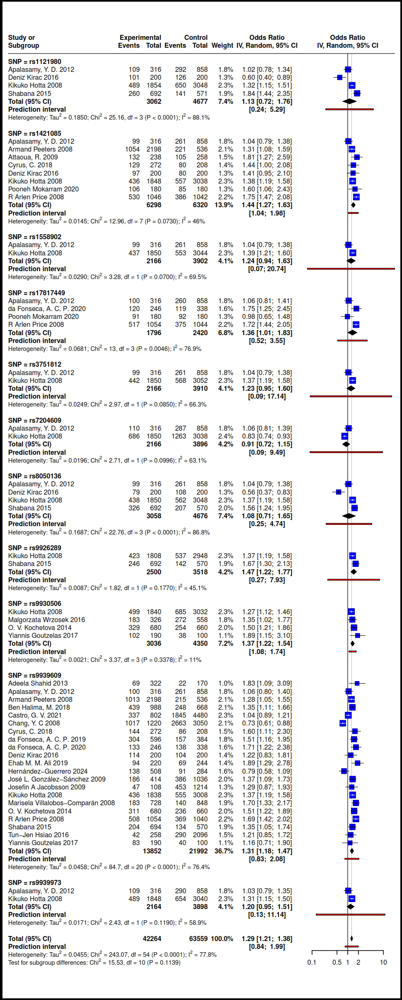 Study or Experimental Control Odds Ratio Odds Ratio
Subgroup Events Total Events Total Weight IV, Random, 95% CI IV, Random, 95% CI
SNP = rs1121980
Apalasamy, Y. D. 2012 109 316 292 858 1.8% 1.02 [0.78; 1.34]
Deniz Kirac 2016 101 200 126 200 1.3% 0.60 [0.40; 0.89]
Kikuko Hotta 2008 489 1854 650 3048 2.3% 1.32 [1.15; 1.51]
Shabana 2015 260 692 141 571 1.9% 1.84 [1.44; 2.35]
Total (95% CI) 3062 4677 7.4% 1.13 [0.72; 1.76]
Prediction interval [0.24; 5.29]
Heterogeneity: Tau² = 0.1850; Chi² = 25.16, df = 3 (P < 0.0001); I² = 88.1%
SNP = rs1421085
Apalasamy, Y. D. 2012 99 316 261 858 1.8% 1.04 [0.79; 1.38]
Armand Peeters 2008 1054 2198 221 536 2.1% 1.31 [1.08; 1.59]
Attaoua, R. 2009 132 238 105 258 1.5% 1.81 [1.27; 2.59]
Cyrus, C. 2018 129 272 80 208 1.4% 1.44 [1.00; 2.08]
Deniz Kirac 2016 97 200 80 200 1.3% 1.41 [0.95; 2.10]
Kikuko Hotta 2008 436 1848 557 3038 2.3% 1.38 [1.19; 1.58]
Pooneh Mokarram 2020 106 180 85 180 1.3% 1.60 [1.06; 2.43]
R Arlen Price 2008 530 1046 386 1042 2.2% 1.75 [1.47; 2.08]
Total (95% CI) 6298 6320 13.9% 1.44 [1.27; 1.63]
Prediction interval [1.04; 1.98]
Heterogeneity: Tau² = 0.0145; Chi² = 12.96, df = 7 (P = 0.0730); I² = 46%
SNP = rs1558902
Apalasamy, Y. D. 2012 99 316 261 858 1.8% 1.04 [0.79; 1.38]
Kikuko Hotta 2008 437 1850 553 3044 2.3% 1.39 [1.21; 1.60]
Total (95% CI) 2166 3902 4.1% 1.24 [0.94; 1.63]
Prediction interval [0.07; 20.74]
Heterogeneity: Tau² = 0.0290; Chi² = 3.28, df = 1 (P = 0.0700); I² = 69.5%
SNP = rs17817449
Apalasamy, Y. D. 2012 100 316 260 858 1.8% 1.06 [0.81; 1.41]
da Fonseca, A. C. P. 2020 120 246 119 338 1.6% 1.75 [1.25; 2.45]
Pooneh Mokarram 2020 91 180 92 180 1.3% 0.98 [0.65; 1.48]
R Arlen Price 2008 517 1054 375 1044 2.2% 1.72 [1.44; 2.05]
Total (95% CI) 1796 2420 6.8% 1.36 [1.01; 1.83]
Prediction interval [0.52; 3.55]
Heterogeneity: Tau² = 0.0681; Chi² = 13, df = 3 (P = 0.0046); I² = 76.9%
SNP = rs3751812
Apalasamy, Y. D. 2012 99 316 261 858 1.8% 1.04 [0.79; 1.38]
Kikuko Hotta 2008 442 1850 568 3052 2.3% 1.37 [1.19; 1.58]
Total (95% CI) 2166 3910 4.1% 1.23 [0.95; 1.60]
Prediction interval [0.09; 17.14]
Heterogeneity: Tau² = 0.0249; Chi² = 2.97, df = 1 (P = 0.0850); I² = 66.3%
SNP = rs7204609
Apalasamy, Y. D. 2012 110 316 287 858 1.8% 1.06 [0.81; 1.39]
Kikuko Hotta 2008 686 1850 1263 3038 2.4% 0.83 [0.74; 0.93]
Total (95% CI) 2166 3896 4.2% 0.91 [0.72; 1.15]
Prediction interval [0.09; 9.49]
Heterogeneity: Tau² = 0.0196; Chi² = 2.71, df = 1 (P = 0.0996); I² = 63.1%
SNP = rs8050136
Apalasamy, Y. D. 2012 99 316 261 858 1.8% 1.04 [0.79; 1.38]
Deniz Kirac 2016 79 200 108 200 1.3% 0.56 [0.37; 0.83]
Kikuko Hotta 2008 438 1850 562 3048 2.3% 1.37 [1.19; 1.58]
Shabana 2015 326 692 207 570 2.0% 1.56 [1.24; 1.95]
Total (95% CI) 3058 4676 7.4% 1.08 [0.71; 1.65]
Prediction interval [0.25; 4.74]
Heterogeneity: Tau² = 0.1687; Chi² = 22.76, df = 3 (P < 0.0001); I² = 86.8%
SNP = rs9926289
Kikuko Hotta 2008 423 1808 537 2948 2.3% 1.37 [1.19; 1.58]
Shabana 2015 246 692 142 570 1.9% 1.67 [1.30; 2.13]
Total (95% CI) 2500 3518 4.2% 1.47 [1.22; 1.77]
Prediction interval [0.27; 7.93]
Heterogeneity: Tau² = 0.0087; Chi² = 1.82, df = 1 (P = 0.1770); I² = 45.1%
SNP = rs9930506
Kikuko Hotta 2008 499 1840 685 3032 2.3% 1.27 [1.12; 1.46]
Malgorzata Wrzosek 2016 183 326 272 558 1.8% 1.35 [1.02; 1.77]
O. V. Kochetova 2014 329 680 254 660 2.0% 1.50 [1.21; 1.86]
Yiannis Goutzelas 2017 102 190 38 100 1.1% 1.89 [1.15; 3.10]
Total (95% CI) 3036 4350 7.2% 1.37 [1.22; 1.54]
Prediction interval [1.08; 1.74]
Heterogeneity: Tau² = 0.0021; Chi² = 3.37, df = 3 (P = 0.3378); I² = 11%
SNP = rs9939609
Adeela Shahid 2013 69 322 22 170 1.0% 1.83 [1.09; 3.09]
Apalasamy, Y. D. 2012 100 316 261 858 1.8% 1.06 [0.80; 1.40]
Armand Peeters 2008 1013 2198 215 536 2.1% 1.28 [1.05; 1.55]
Ben Halima, M. 2018 439 988 248 668 2.1% 1.35 [1.11; 1.66]
Castro, G. V. 2021 337 802 1845 4480 2.3% 1.04 [0.89; 1.21]
Chang, Y. C 2008 1017 1220 2663 3050 2.1% 0.73 [0.61; 0.88]
Cyrus, C. 2018 144 272 86 208 1.5% 1.60 [1.11; 2.30]
da Fonseca, A. C. P. 2019 304 596 157 384 1.8% 1.51 [1.16; 1.95]
da Fonseca, A. C. P. 2020 133 246 138 338 1.6% 1.71 [1.22; 2.38]
Deniz Kirac 2016 114 200 104 200 1.4% 1.22 [0.83; 1.81]
Ehab M. M. Ali 2019 94 220 69 244 1.4% 1.89 [1.29; 2.78]
Hernández−Guerrero 2024 138 508 91 284 1.6% 0.79 [0.58; 1.09]
José L. González−Sánchez 2009 186 414 386 1036 2.0% 1.37 [1.09; 1.73]
Josefin A Jacobsson 2009 47 108 453 1214 1.3% 1.29 [0.87; 1.93]
Kikuko Hotta 2008 436 1838 555 3008 2.3% 1.37 [1.19; 1.58]
Marisela Villalobos−Comparán 2008 183 728 140 848 1.9% 1.70 [1.33; 2.17]
O. V. Kochetova 2014 311 680 236 660 2.0% 1.51 [1.22; 1.89]
R Arlen Price 2008 508 1054 369 1040 2.2% 1.69 [1.42; 2.02]
Shabana 2015 204 694 134 570 1.9% 1.35 [1.05; 1.74]
Tun−Jen Hsiao 2016 42 258 290 2096 1.5% 1.21 [0.85; 1.72]
Yiannis Goutzelas 2017 83 190 40 100 1.1% 1.16 [0.71; 1.90]
Total (95% CI) 13852 21992 36.7% 1.31 [1.18; 1.47]
Prediction interval [0.83; 2.08]
Heterogeneity: Tau² = 0.0458; Chi² = 84.7, df = 20 (P < 0.0001); I² = 76.4%
SNP = rs9939973
Apalasamy, Y. D. 2012 109 316 290 858 1.8% 1.03 [0.79; 1.35]
Kikuko Hotta 2008 489 1848 654 3040 2.3% 1.31 [1.15; 1.50]
Total (95% CI) 2164 3898 4.1% 1.20 [0.95; 1.51]
Prediction interval [0.13; 11.14]
Heterogeneity: Tau² = 0.0171; Chi² = 2.43, df = 1 (P = 0.1190); I² = 58.9%
Total (95% CI) 42264 63559 100.0% 1.29 [1.21; 1.38]
Prediction interval [0.84; 1.99]
Heterogeneity: Tau² = 0.0455; Chi² = 243.07, df = 54 (P < 0.0001); I² = 77.8%
Test for subgroup differences: Chi² = 15.53, df = 10 (P = 0.1139)
0.1 0.5 1 2 10